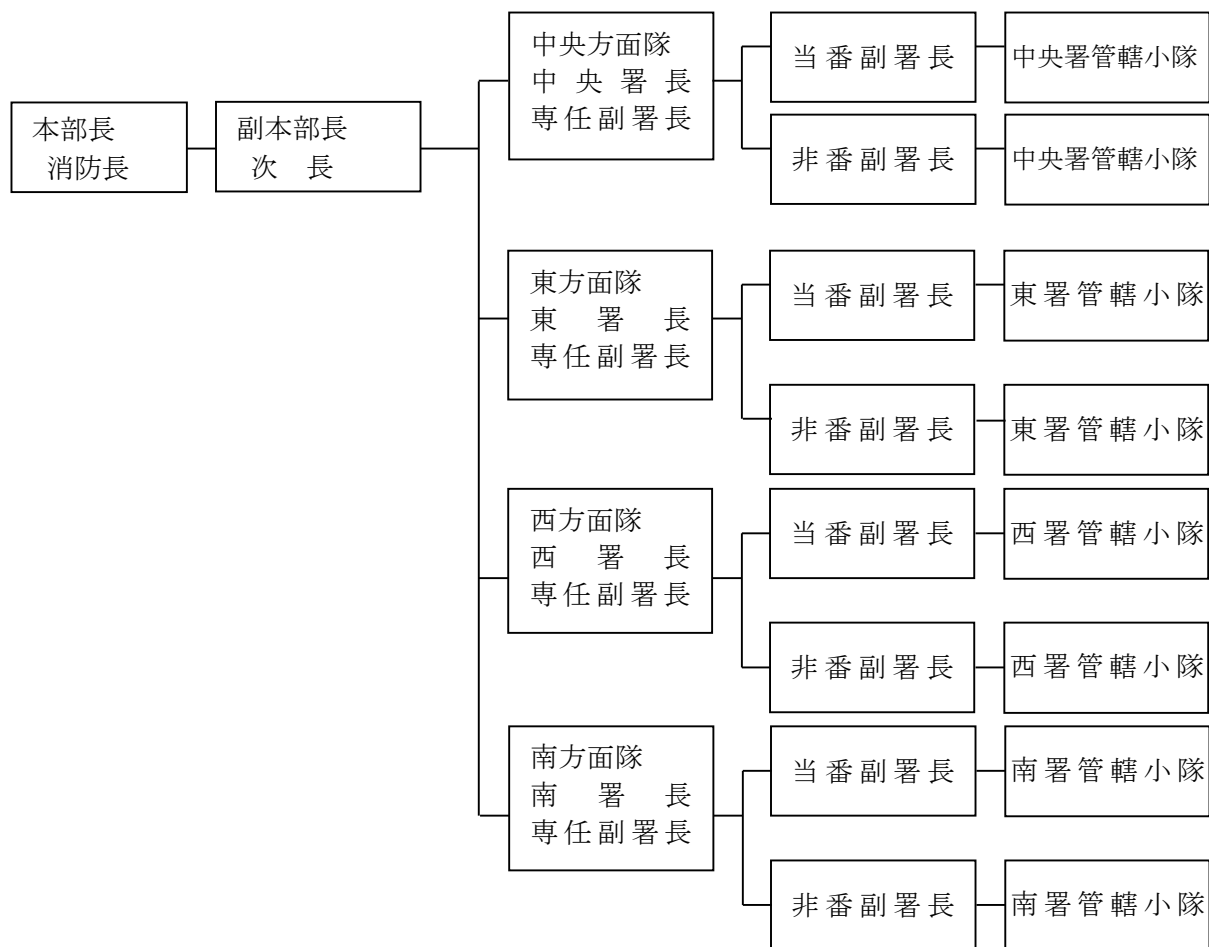 本部長
消防長
副本部長
次 長
中央方面隊
中央署長
専任副署長
当番副署長
中央署管轄小隊
非番副署長
中央署管轄小隊
東方面隊
東署長
専任副署長
当番副署長
東署管轄小隊
非番副署長
東署管轄小隊
西方面隊
西署長
専任副署長
当番副署長
西署管轄小隊
非番副署長
西署管轄小隊
南方面隊
南署長
専任副署長
当番副署長
南署管轄小隊
非番副署長
南署管轄小隊